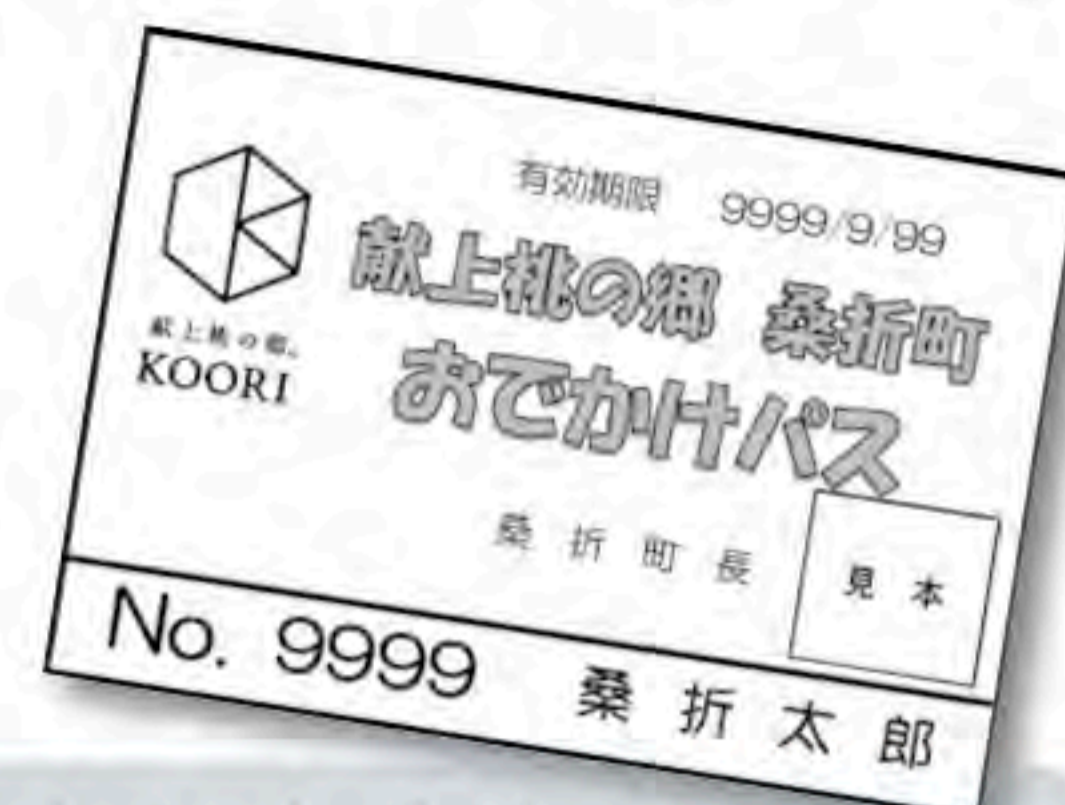 有効期限 9999/9/99
献上桃の郷 桑折町
おでかけパス
献上桃の郷。
KOORI
桑折町長
見本
No. 9999 桑折太郎